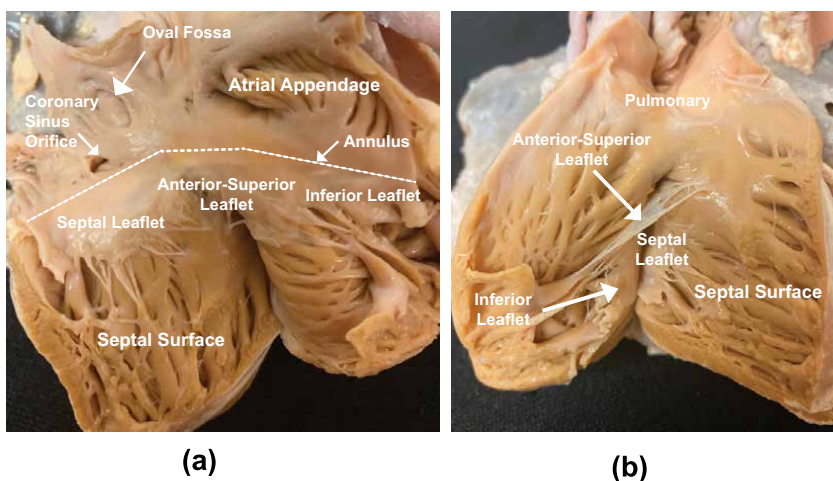 Oval Fossa
Atrial Appendage
Coronary
Sinus
Orifice
Annulus
Anterior-Superior
Leaflet
Inferior Leaflet
Septal Leaflet
Septal Surface
(a)
Pulmonary
Anterior-Superior
Leaflet
Septal
Leaflet
Inferior
Leaflet
Septal Surface
(b)